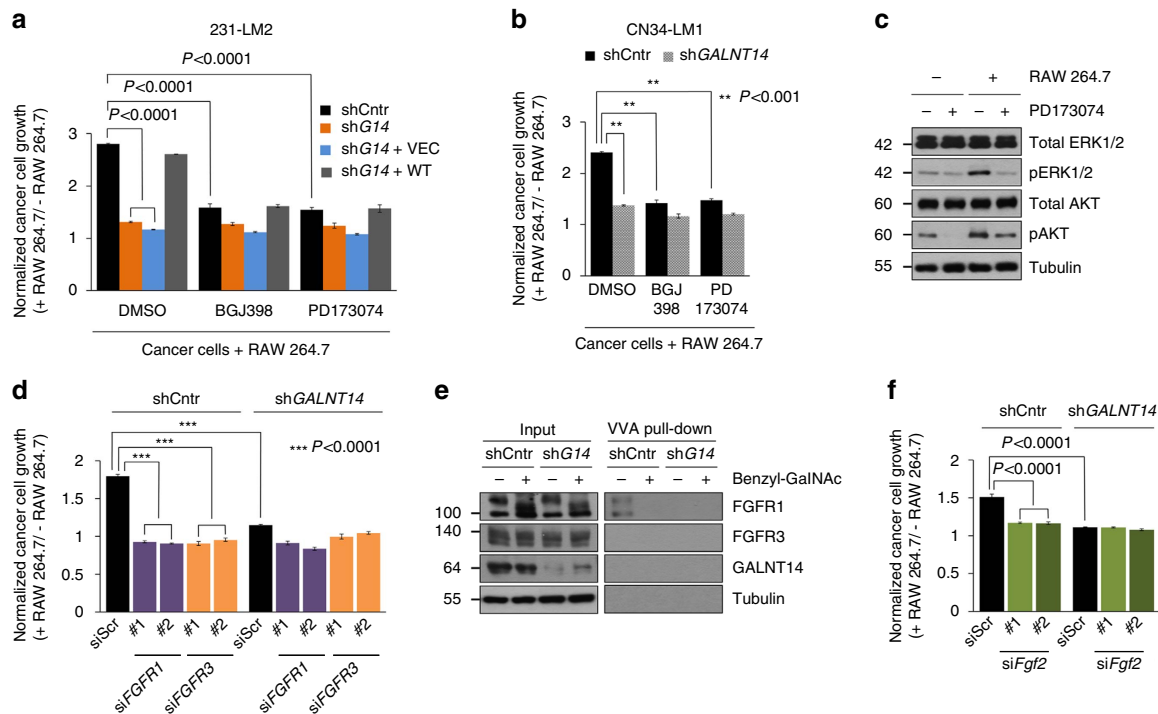 a
231-LM2
P<0.0001
P<0.0001
P<0.0001
shCntr
shG14
shG14 + VEC
shG14 + WT
Normalized cancer cell growth
(+ RAW 264.7/ - RAW 264.7)
3
2
1
0
DMSO BGJ398 PD173074
Cancer cells + RAW 264.7
b
CN34-LM1
shCntr shGALNT14
**
** P<0.001
**
**
Normalized cancer cell growth
(+ RAW 264.7/ - RAW 264.7)
3
2
1
0
DMSO BGJ PD
398 173074
Cancer cells + RAW 264.7
c
– + RAW 264.7
– + – + PD173074
42 Total ERK1/2
42 pERK1/2
60 Total AKT
60 pAKT
55 Tubulin
d
shCntr shGALNT14
***
*** P<0.0001
***
***
Normalized cancer cell growth
(+ RAW 264.7/ - RAW 264.7)
2
1.5
1
0.5
0
siScr #1 #2 #1 #2 siScr #1 #2 #1 #2
siFGFR1 siFGFR3 siFGFR1 siFGFR3
e
Input VVA pull-down
shCntr shG14 shCntr shG14
– + – + – + – + Benzyl-GalNAc
100 FGFR1
140 FGFR3
64 GALNT14
55 Tubulin
f
shCntr shGALNT14
P<0.0001
P<0.0001
Normalized cancer cell growth
(+ RAW 264.7/ - RAW 264.7)
2
1.5
1
0.5
0
siScr #1 #2 siScr #1 #2
siFgf2 siFgf2